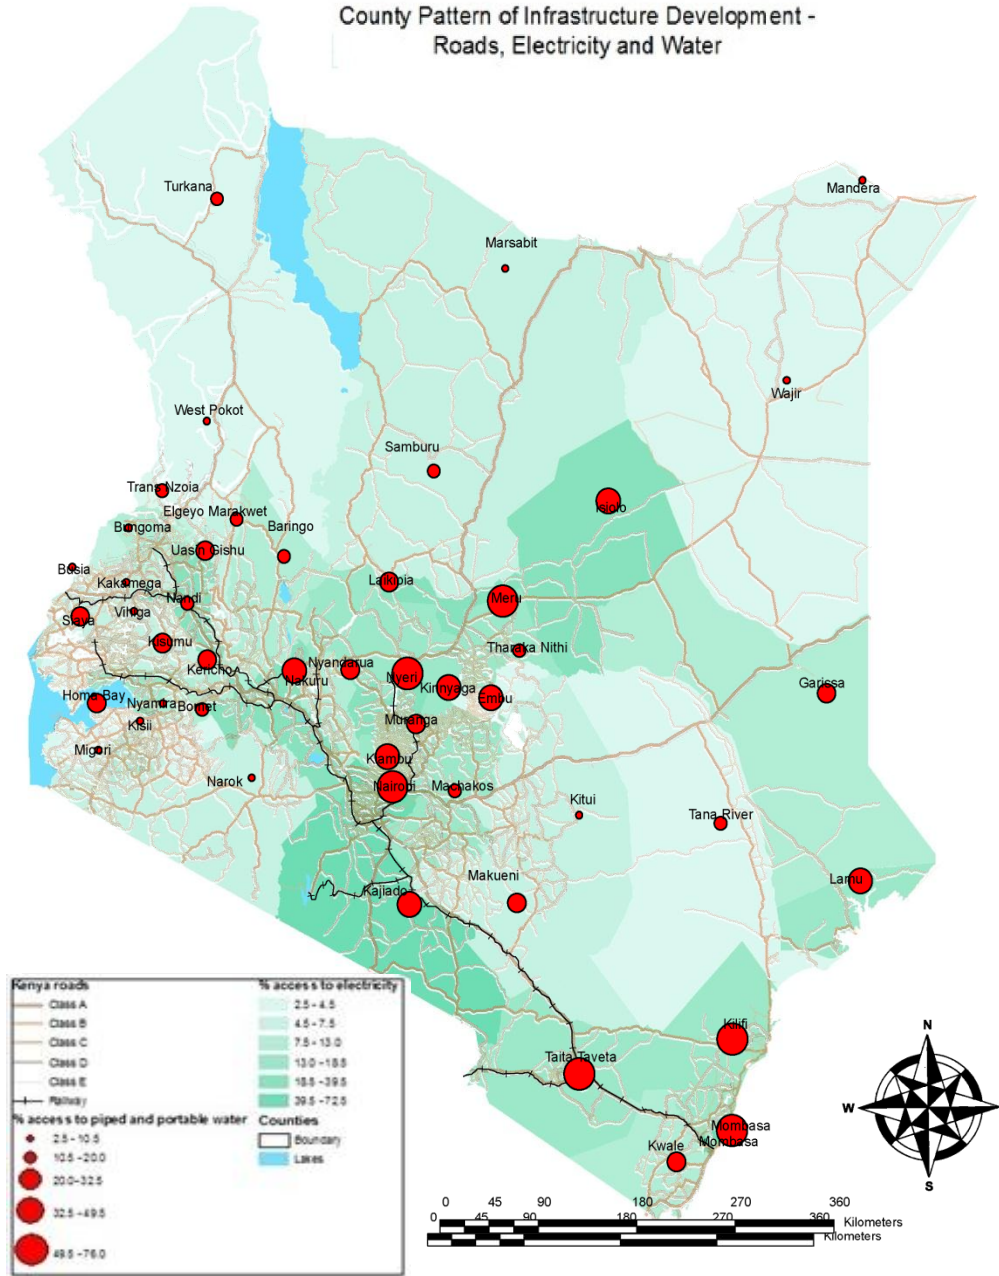 County Pattern of Infrastructure Development -
Roads, Electricity and Water
Turkana
Mandera
Marsabit
Wajir
West Pokot
Samburu
Trans Nzoia
Isiolo
Elgeyo Marakwet
Bungoma
Baringo
Uasin Gishu
Busia
Kakamega
Laikipia
Nandi
Meru
Vihiga
Siaya
Kisumu
Tharaka Nithi
Kericho
Nyandarua
Nakuru
Nyeri
Kirinyaga
Garissa
Embu
Homa Bay
Nyamira
Bomet
Muranga
Kisii
Migori
Kiambu
Narok
Nairobi
Machakos
Kitui
Tana River
Makueni
Lamu
Kajiado
Kilifi
Taita Taveta
Mombasa
Mombasa
Kwale
Kenya roads
Class A
Class B
Class C
Class D
Class E
Railway
% access to piped and portable water
2.5 - 10.5
10.5 - 20.0
20.0-32.5
32.5 - 49.5
49.5 - 76.0
% access to electricity
2.5 - 4.5
4.5 - 7.5
7.5 - 13.0
13.0 - 18.5
18.5 - 39.5
39.5 - 72.5
Counties
Boundary
Lakes
N
W
S
0 45 90 180 270 360
Kilometers
0 45 90 180 270 360
Kilometers